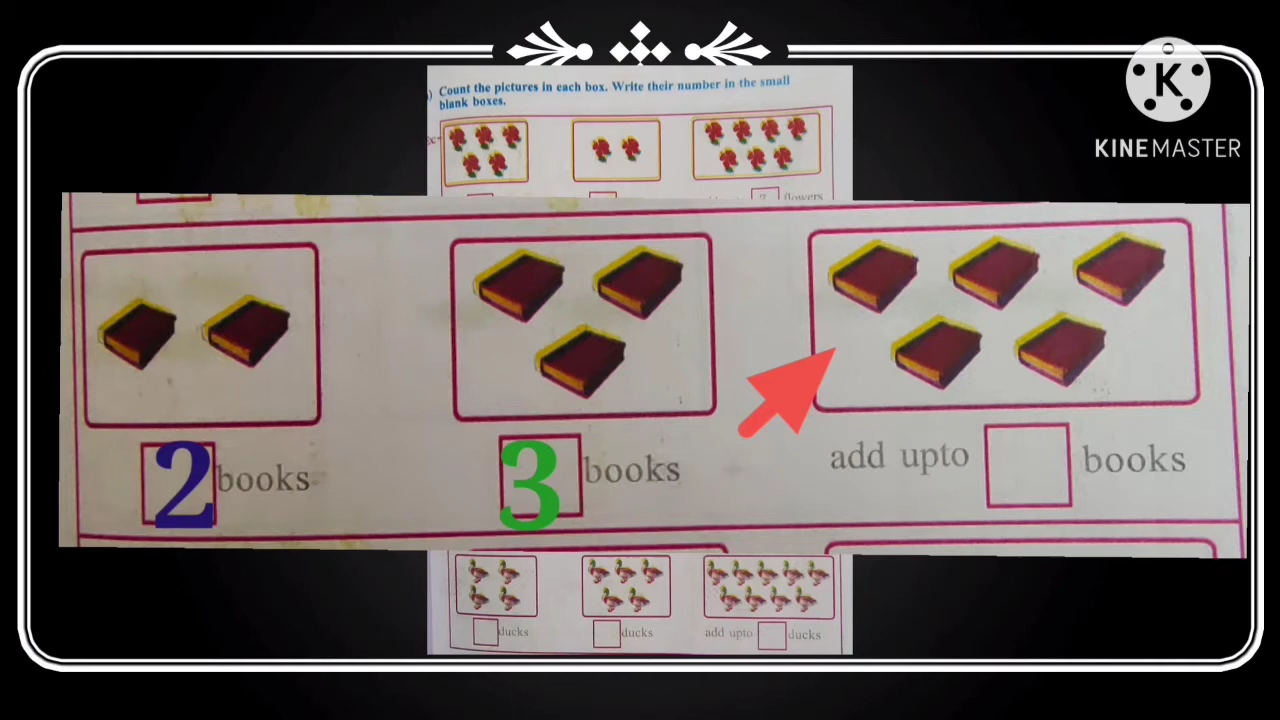 Count the pictures in each box. Write their number in the small
blank boxes.
K
KINEMASTER
7 flowers
2 books
3 books
add upto books
ducks
ducks
add upto ducks